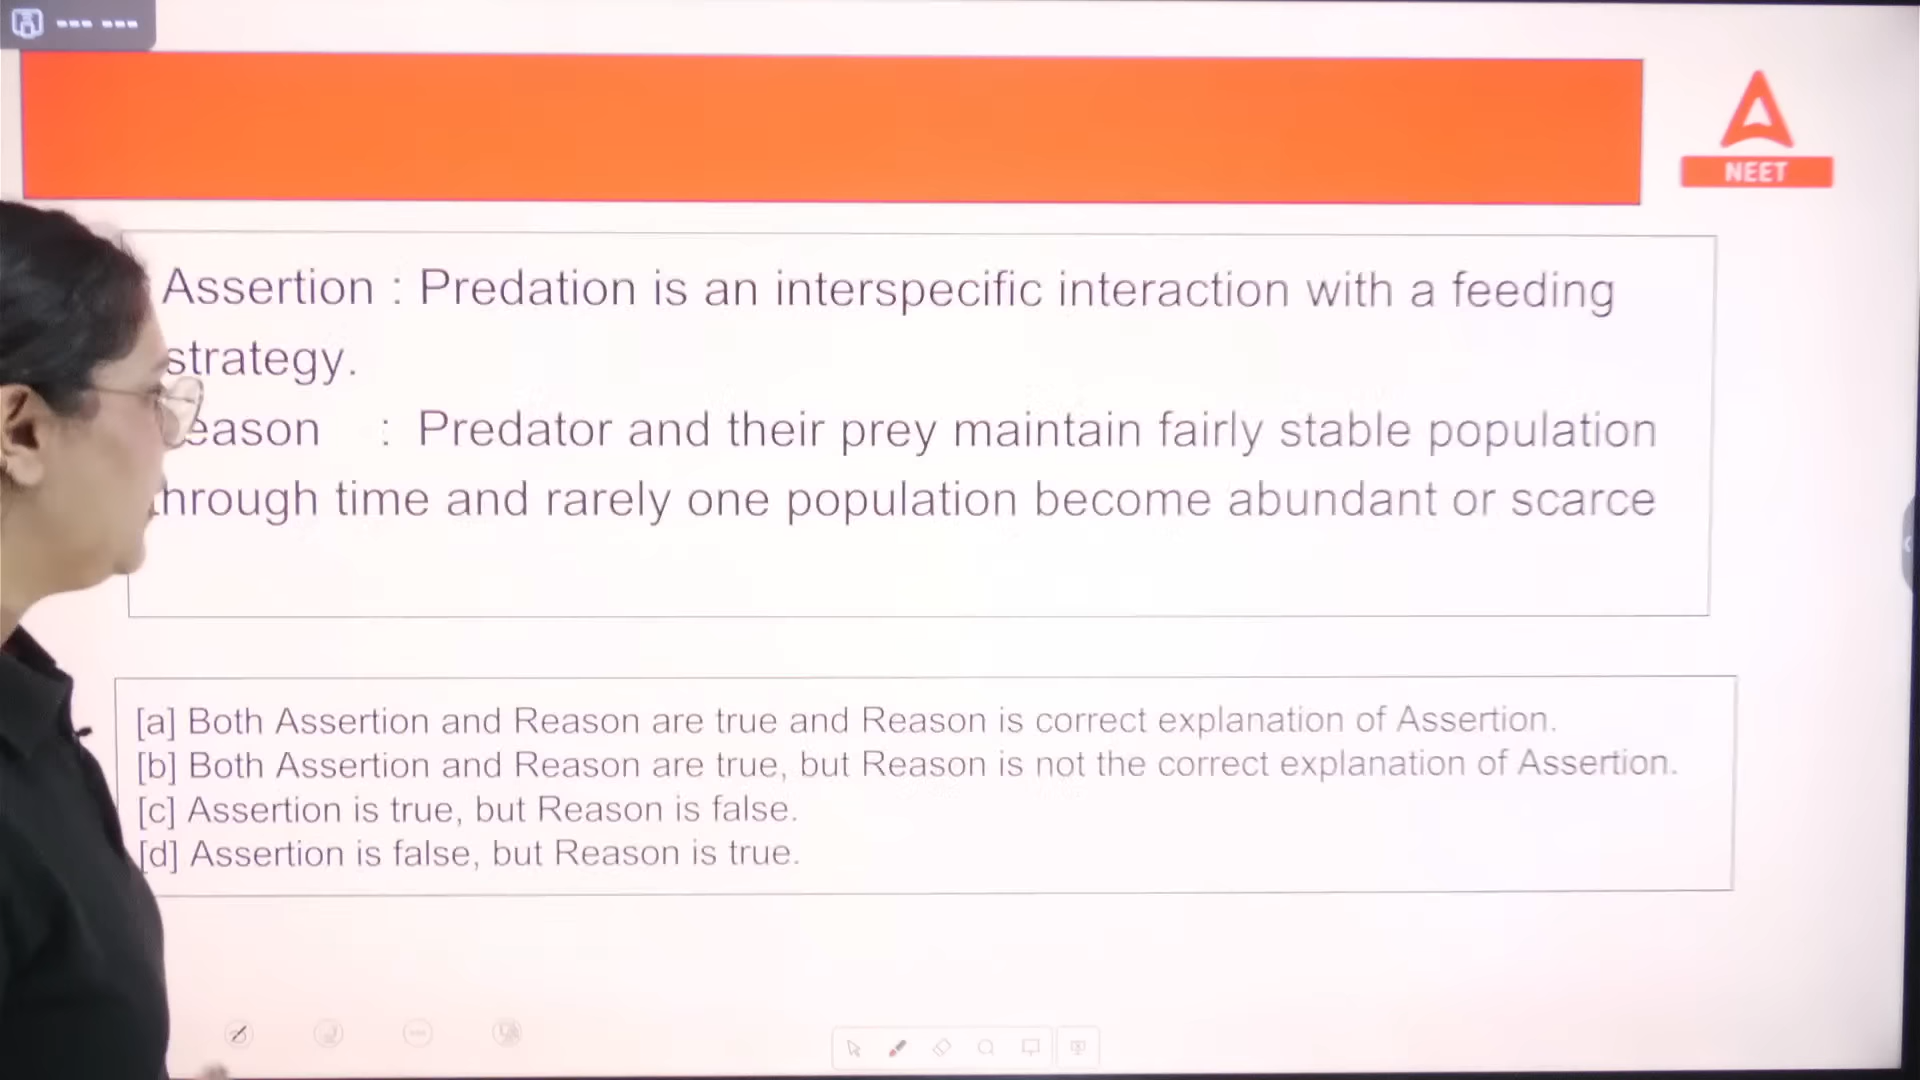 NEET
Assertion : Predation is an interspecific interaction with a feeding
strategy.
eason : Predator and their prey maintain fairly stable population
hrough time and rarely one population become abundant or scarce
[a] Both Assertion and Reason are true and Reason is correct explanation of Assertion.
[b] Both Assertion and Reason are true, but Reason is not the correct explanation of Assertion.
[c] Assertion is true, but Reason is false.
[d] Assertion is false, but Reason is true.